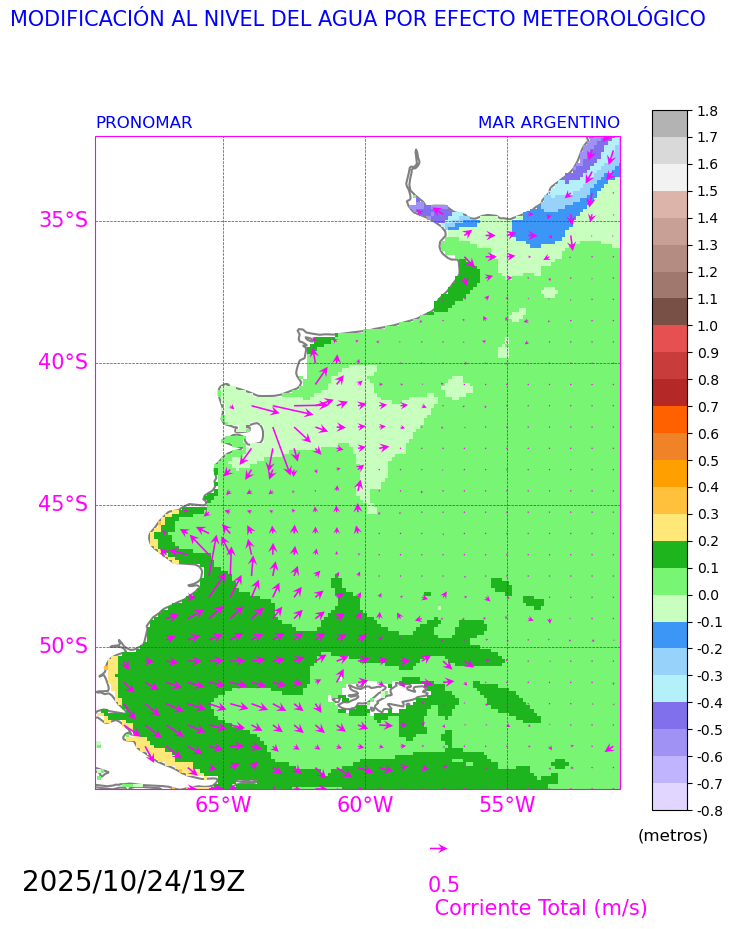 MODIFICACIÓN AL NIVEL DEL AGUA POR EFECTO METEOROLÓGICO
PRONOMAR
MAR ARGENTINO
35°S
40°S
45°S
50°S
65°W
60°W
55°W
1.8
1.7
1.6
1.5
1.4
1.3
1.2
1.1
1.0
0.9
0.8
0.7
0.6
0.5
0.4
0.3
0.2
0.1
0.0
-0.1
-0.2
-0.3
-0.4
-0.5
-0.6
-0.7
-0.8
(metros)
2025/10/24/19Z
0.5
Corriente Total (m/s)